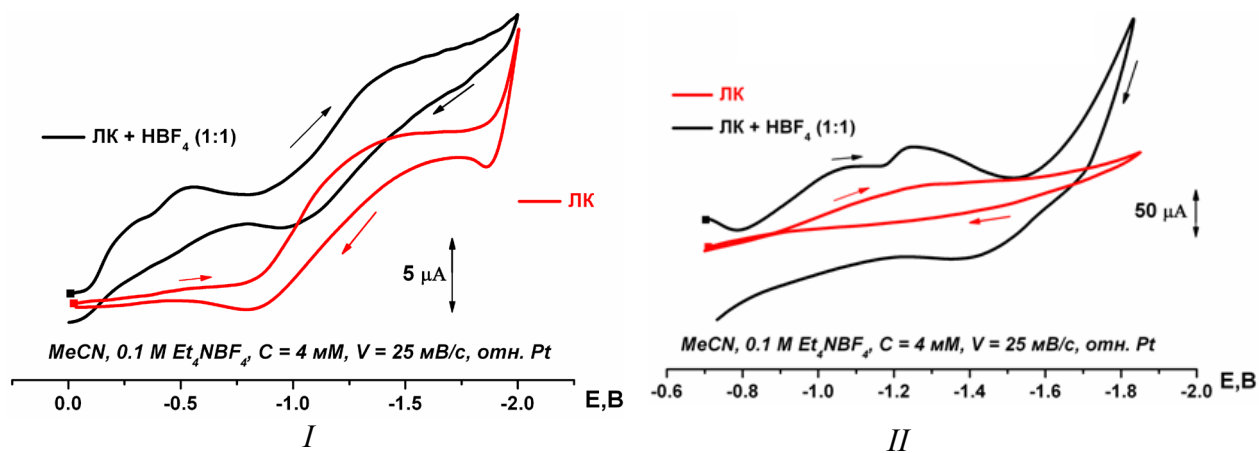 ЛК + HBF4 (1:1)
ЛК
5 µA
MeCN, 0.1 M Et4NBF4, C = 4 мМ, V = 25 мВ/с, отн. Pt
0.0 -0.5 -1.0 -1.5 -2.0 E,B
I
ЛК
ЛК + HBF4 (1:1)
50 µA
MeCN, 0.1 M Et4NBF4, C = 4 мМ, V = 25 мВ/с, отн. Pt
-0.6 -0.8 -1.0 -1.2 -1.4 -1.6 -1.8 -2.0
E,B
II